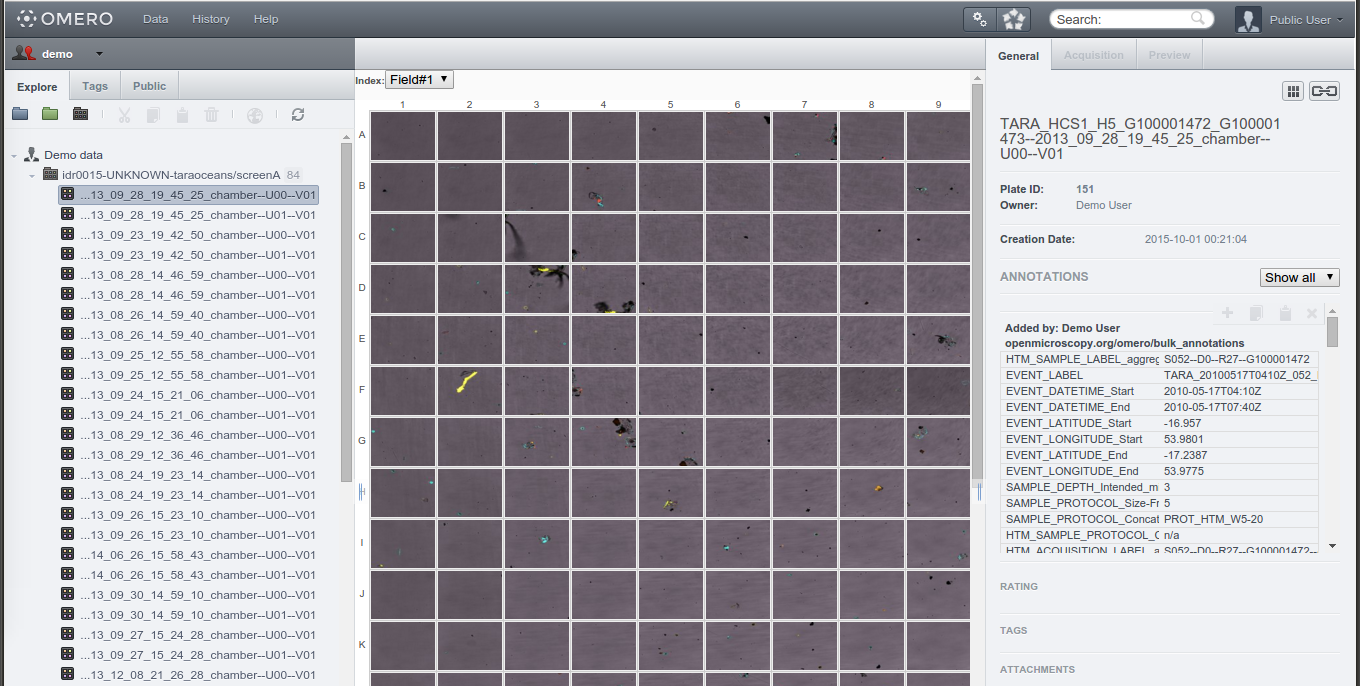 OMERO Data History Help Search: Public User
demo
Explore Tags Public
Demo data
idr0015-UNKNOWN-taraoceans/screenA 84
...13_09_28_19_45_25_chamber--U00--V01
...13_09_28_19_45_25_chamber--U01--V01
...13_09_23_19_42_50_chamber--U00--V01
...13_09_23_19_42_50_chamber--U01--V01
...13_08_28_14_46_59_chamber--U00--V01
...13_08_28_14_46_59_chamber--U01--V01
...13_08_26_14_59_40_chamber--U00--V01
...13_08_26_14_59_40_chamber--U01--V01
...13_09_25_12_55_58_chamber--U00--V01
...13_09_25_12_55_58_chamber--U01--V01
...13_09_24_15_21_06_chamber--U00--V01
...13_09_24_15_21_06_chamber--U01--V01
...13_08_29_12_36_46_chamber--U00--V01
...13_08_29_12_36_46_chamber--U01--V01
...13_08_24_19_23_14_chamber--U00--V01
...13_08_24_19_23_14_chamber--U01--V01
...13_09_26_15_23_10_chamber--U00--V01
...13_09_26_15_23_10_chamber--U01--V01
...14_06_26_15_58_43_chamber--U00--V01
...14_06_26_15_58_43_chamber--U01--V01
...13_09_30_14_59_10_chamber--U00--V01
...13_09_30_14_59_10_chamber--U01--V01
...13_09_27_15_24_28_chamber--U00--V01
...13_09_27_15_24_28_chamber--U01--V01
...13_12_08_21_26_28_chamber--U00--V01
Index: Field#1
1 2 3 4 5 6 7 8 9
A
B
C
D
E
F
G
H
I
J
K
General Acquisition Preview
TARA_HCS1_H5_G100001472_G100001
473--2013_09_28_19_45_25_chamber--
U00--V01
Plate ID: 151
Owner: Demo User
Creation Date: 2015-10-01 00:21:04
ANNOTATIONS Show all
Added by: Demo User
openmicroscopy.org/omero/bulk_annotations
HTM_SAMPLE_LABEL_aggreg S052--D0--R27--G100001472
EVENT_LABEL TARA_20100517T0410Z_052_
EVENT_DATETIME_Start 2010-05-17T04:10Z
EVENT_DATETIME_End 2010-05-17T07:40Z
EVENT_LATITUDE_Start -16.957
EVENT_LONGITUDE_Start 53.9801
EVENT_LATITUDE_End -17.2387
EVENT_LONGITUDE_End 53.9775
SAMPLE_DEPTH_Intended_m 3
SAMPLE_PROTOCOL_Size-Fr 5
SAMPLE_PROTOCOL_Concat PROT_HTM_W5-20
HTM_SAMPLE_PROTOCOL_C n/a
HTM_ACQUISITION_LABEL_a S052--D0--R27--G100001472--
RATING
TAGS
ATTACHMENTS